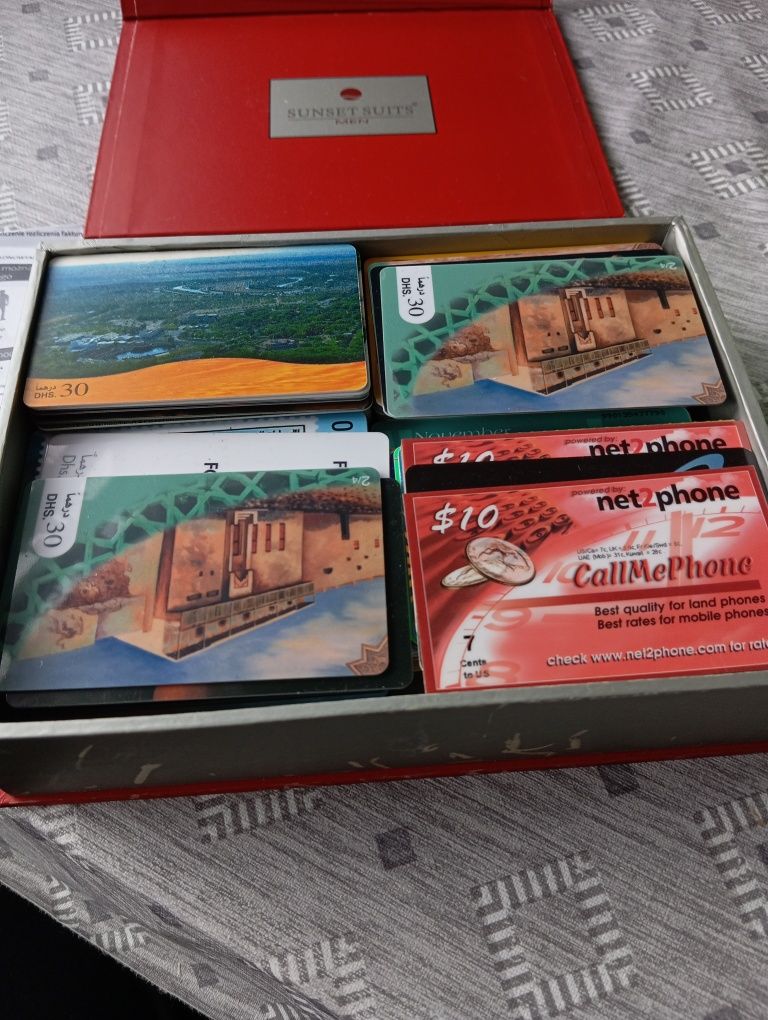 SUNSET SUITS®
MEN
درهماً
DHS. 30
درهماً
DHS. 30
2/4
November
$10
powered by:
net2phone
درهماً
Dhs
درهماً
DHS. 30
2/4
$10
powered by:
net2phone
CallMePhone
Best quality for land phones
Best rates for mobile phones
7
Cents
to US
check www.net2phone.com for